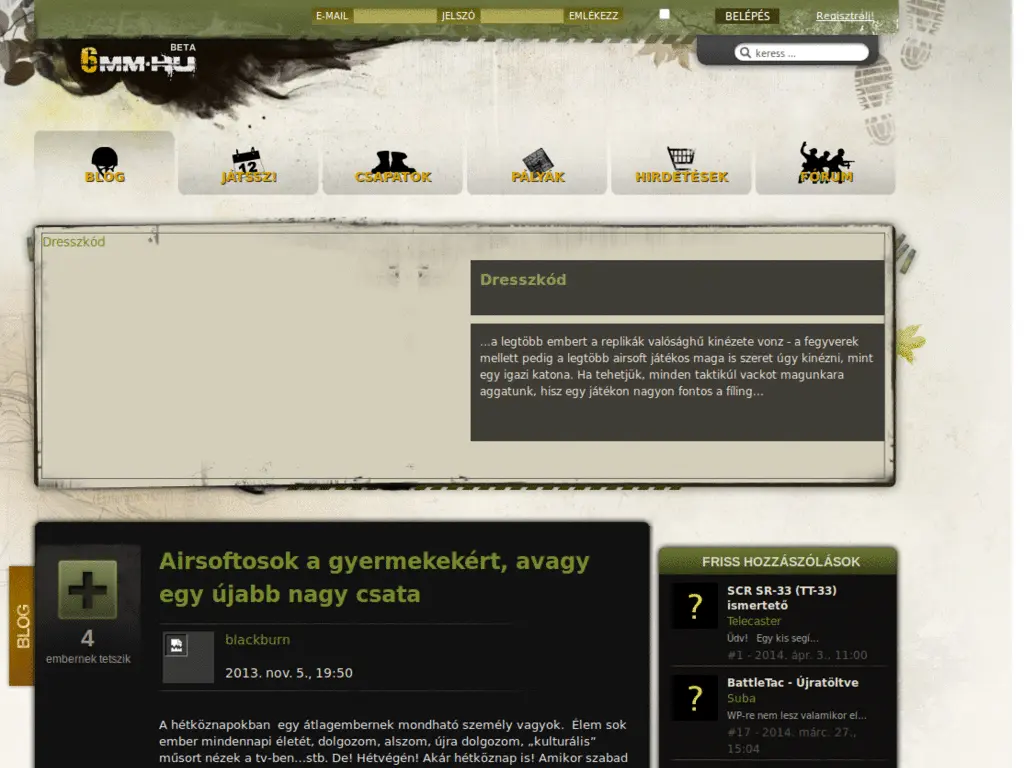 E-MAIL JELSZÓ EMLÉKEZZ BELÉPÉS Regisztrálj!
6MM.HU BETA
keress ...
BLOG JÁTSSZ! CSAPATOK PÁLYÁK HIRDETÉSEK FÓRUM
12
Dresszkód
Dresszkód
...a legtöbb embert a replikák valósághű kinézete vonz - a fegyverek
mellett pedig a legtöbb airsoft játékos maga is szeret úgy kinézni, mint
egy igazi katona. Ha tehetjük, minden taktikúl vackot magunkara
aggatunk, hisz egy játékon nagyon fontos a fíling...
BLOG
4
embernek tetszik
Airsoftosok a gyermekekért, avagy
egy újabb nagy csata
blackburn
2013. nov. 5., 19:50
A hétköznapokban egy átlagembernek mondható személy vagyok. Élem sok
ember mindennapi életét, dolgozom, alszom, újra dolgozom, „kulturális”
műsort nézek a tv-ben...stb. De! Hétvégén! Akár hétköznap is! Amikor szabad
FRISS HOZZÁSZÓLÁSOK
?
SCR SR-33 (TT-33)
ismertető
Telecaster
Üdv! Egy kis segí...
#1 - 2014. ápr. 3., 11:00
?
BattleTac - Újratöltve
Suba
WP-re nem lesz valamikor el...
#17 - 2014. márc. 27.,
15:04